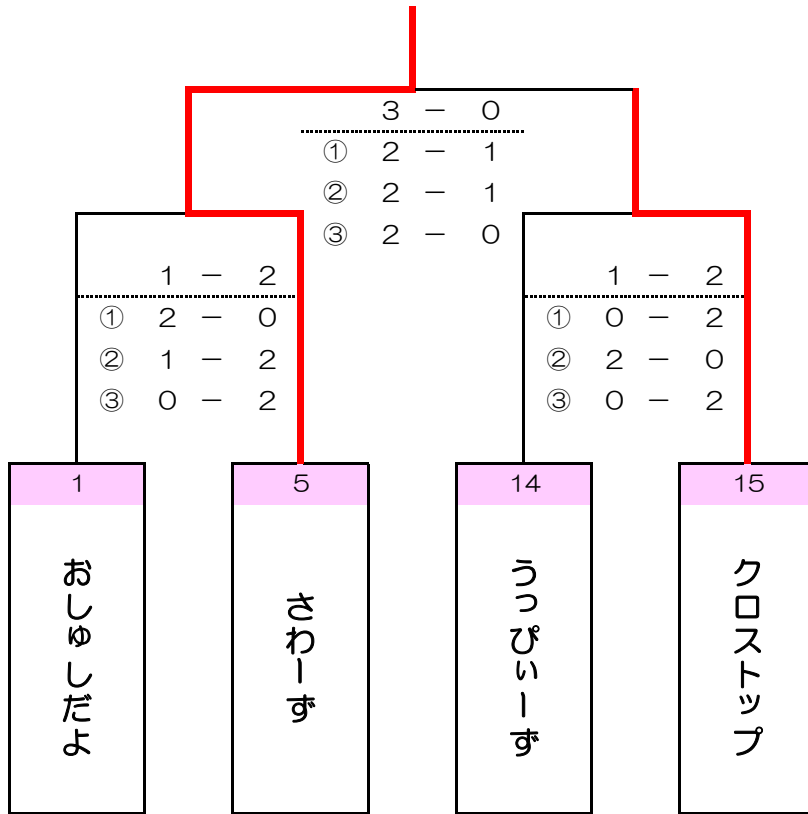 ３ － ０
① ２ － １
② ２ － １
③ ２ － ０
１ － ２
① ２ － ０
② １ － ２
③ ０ － ２
１ － ２
① ０ － ２
② ２ － ０
③ ０ － ２
1
5
14
15
おしゅしだよ
さわーず
うっぴぃーず
クロストップ